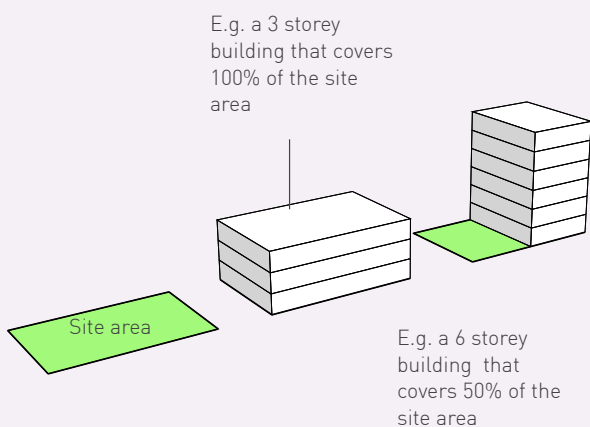 E.g. a 3 storey
building that covers
100% of the site
area
Site area
E.g. a 6 storey
building that
covers 50% of the
site area